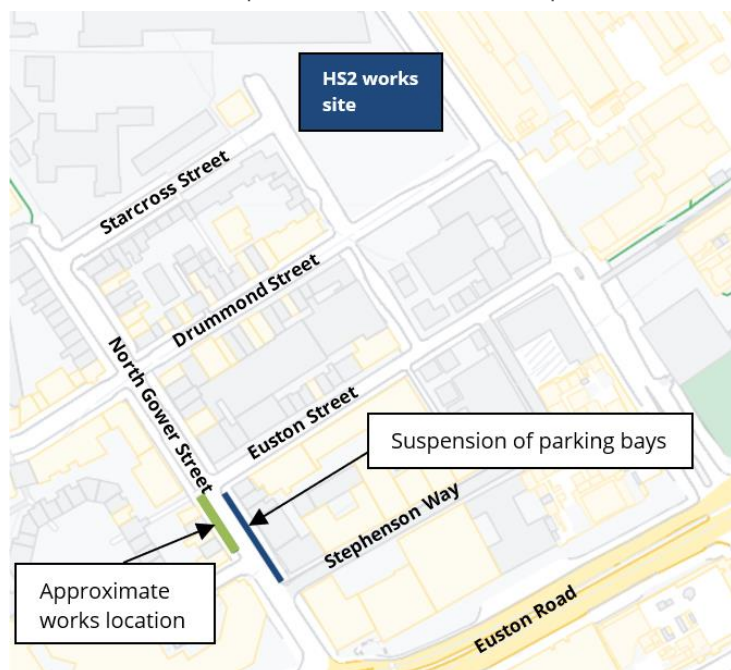 HS2 works
site
Starcross Street
Drummond Street
North Gower Street
Euston Street
Suspension of parking bays
Stephenson Way
Approximate
works location
Euston Road